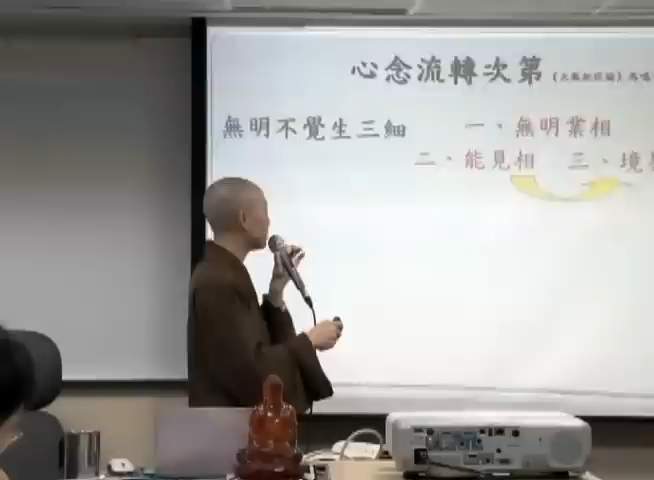 心念流轉次第
無明不覺生三細 一、無明業相
二、能見相 三、境